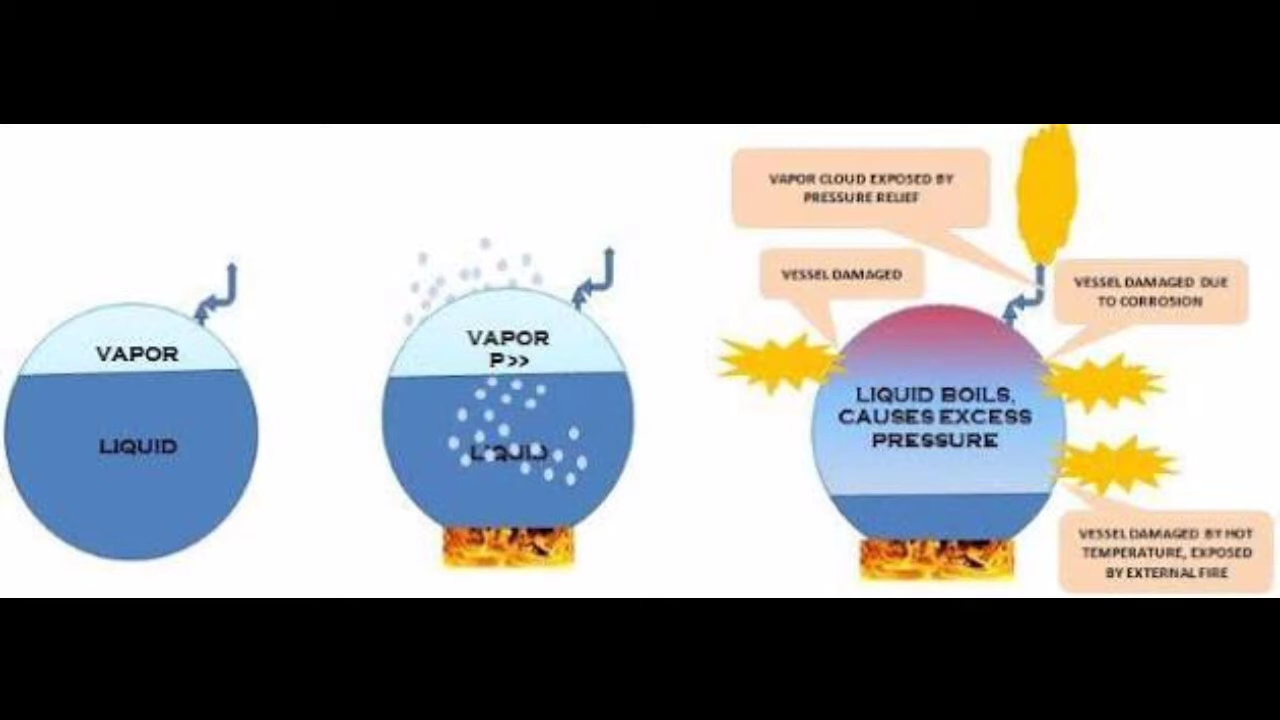 VAPOR
LIQUID
VAPOR
P>>
LIQUID
VAPOR CLOUD EXPOSED BY
PRESSURE RELIEF
VESSEL DAMAGED
VESSEL DAMAGED DUE
TO CORROSION
LIQUID BOILS,
CAUSES EXCESS
PRESSURE
VESSEL DAMAGED BY HOT
TEMPERATURE, EXPOSED
BY EXTERNAL FIRE